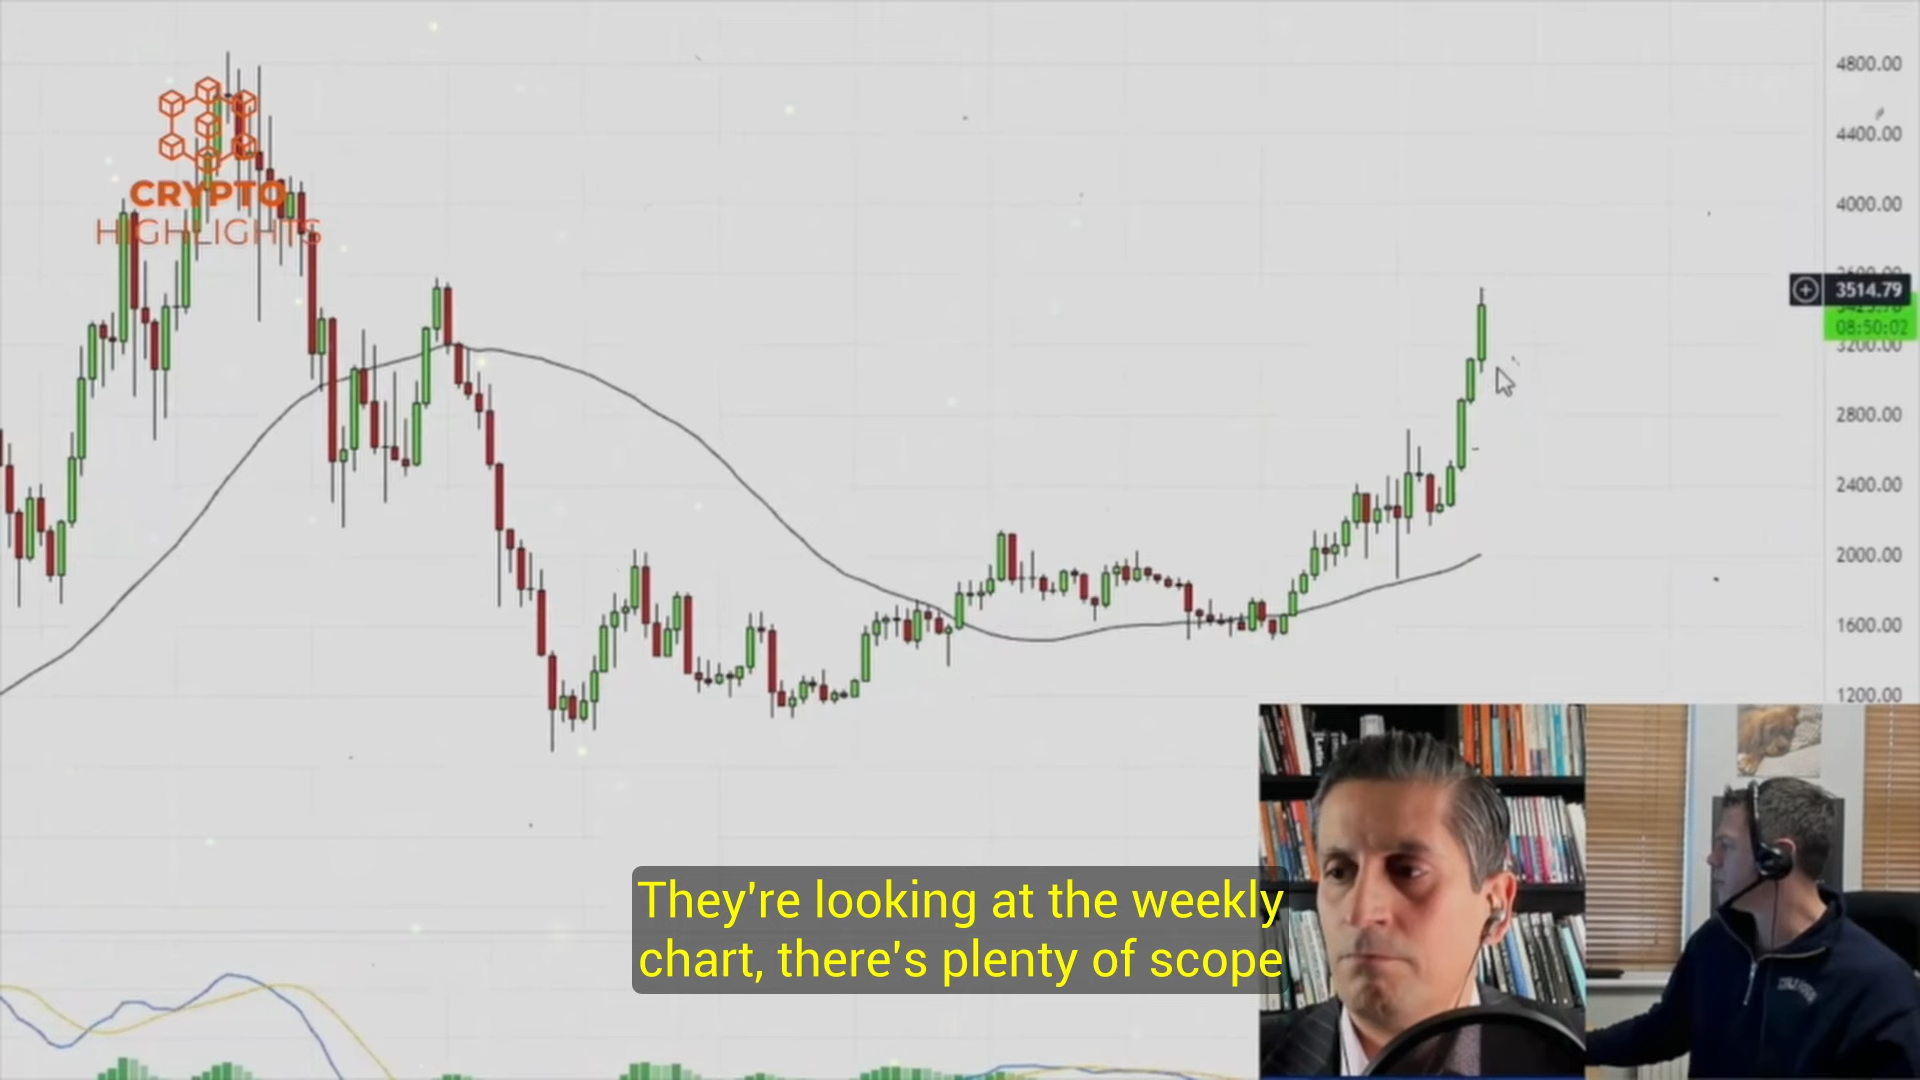 4800.00
CRYPTO
HIGHLIGHTS
4400.00
4000.00
3514.79
08:50:02
3200.00
2800.00
2400.00
2000.00
1600.00
1200.00
They're looking at the weekly
chart, there's plenty of scope